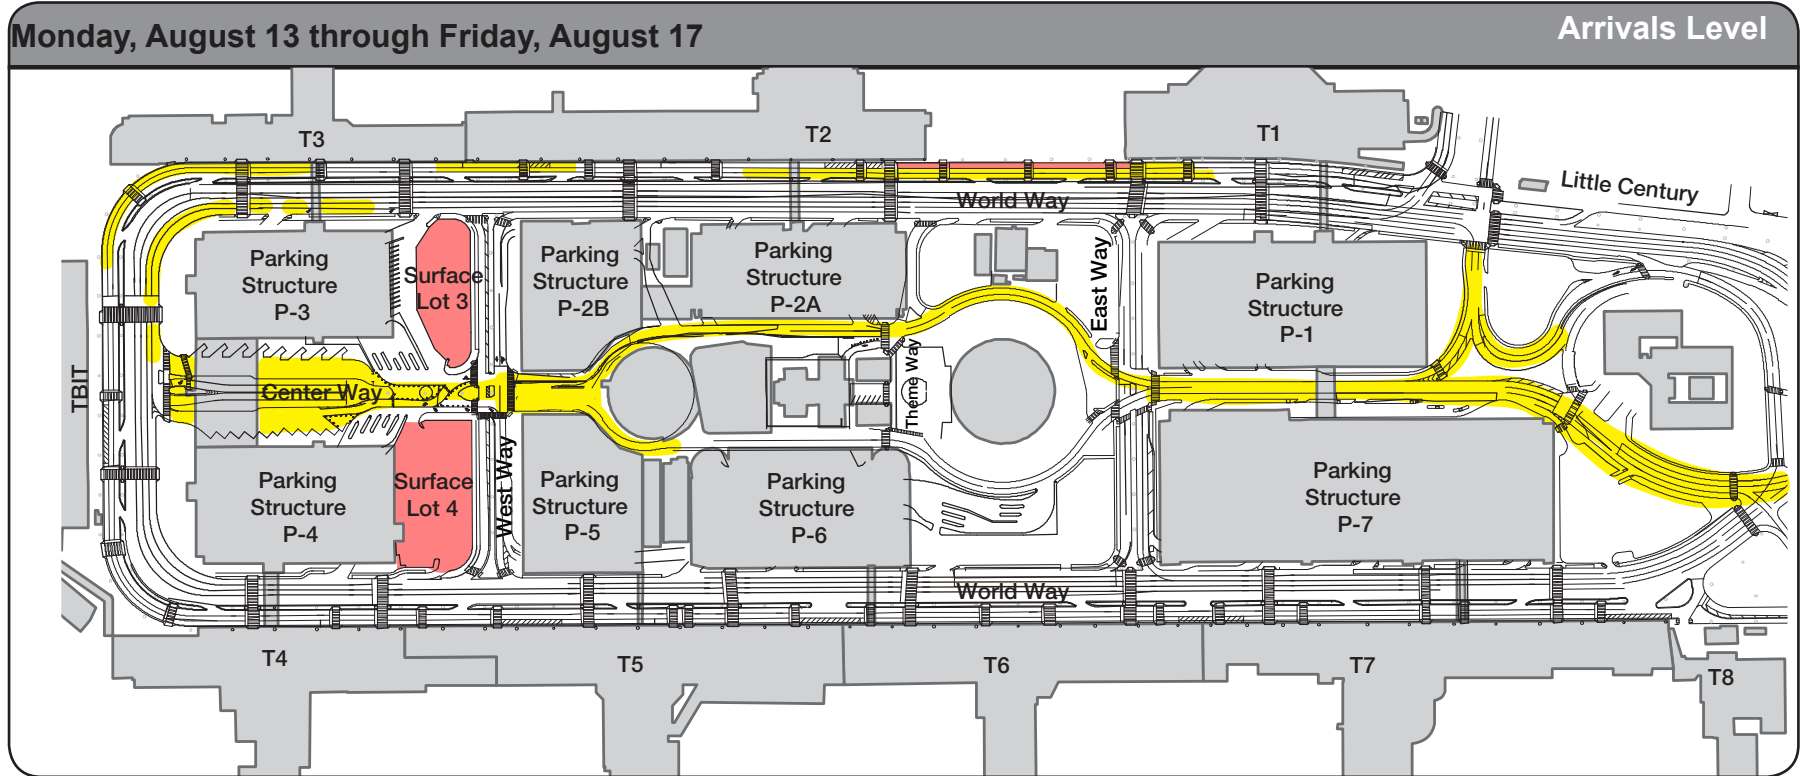 Monday, August 13 through Friday, August 17
Arrivals Level
T3
T2
T1
Little Century
World Way
Parking
Structure
P-3
Surface
Lot 3
Parking
Structure
P-2B
Parking
Structure
P-2A
East Way
Parking
Structure
P-1
TBIT
Center Way
Theme Way
Parking
Structure
P-4
Surface
Lot 4
West Way
Parking
Structure
P-5
Parking
Structure
P-6
Parking
Structure
P-7
World Way
T4
T5
T6
T7
T8